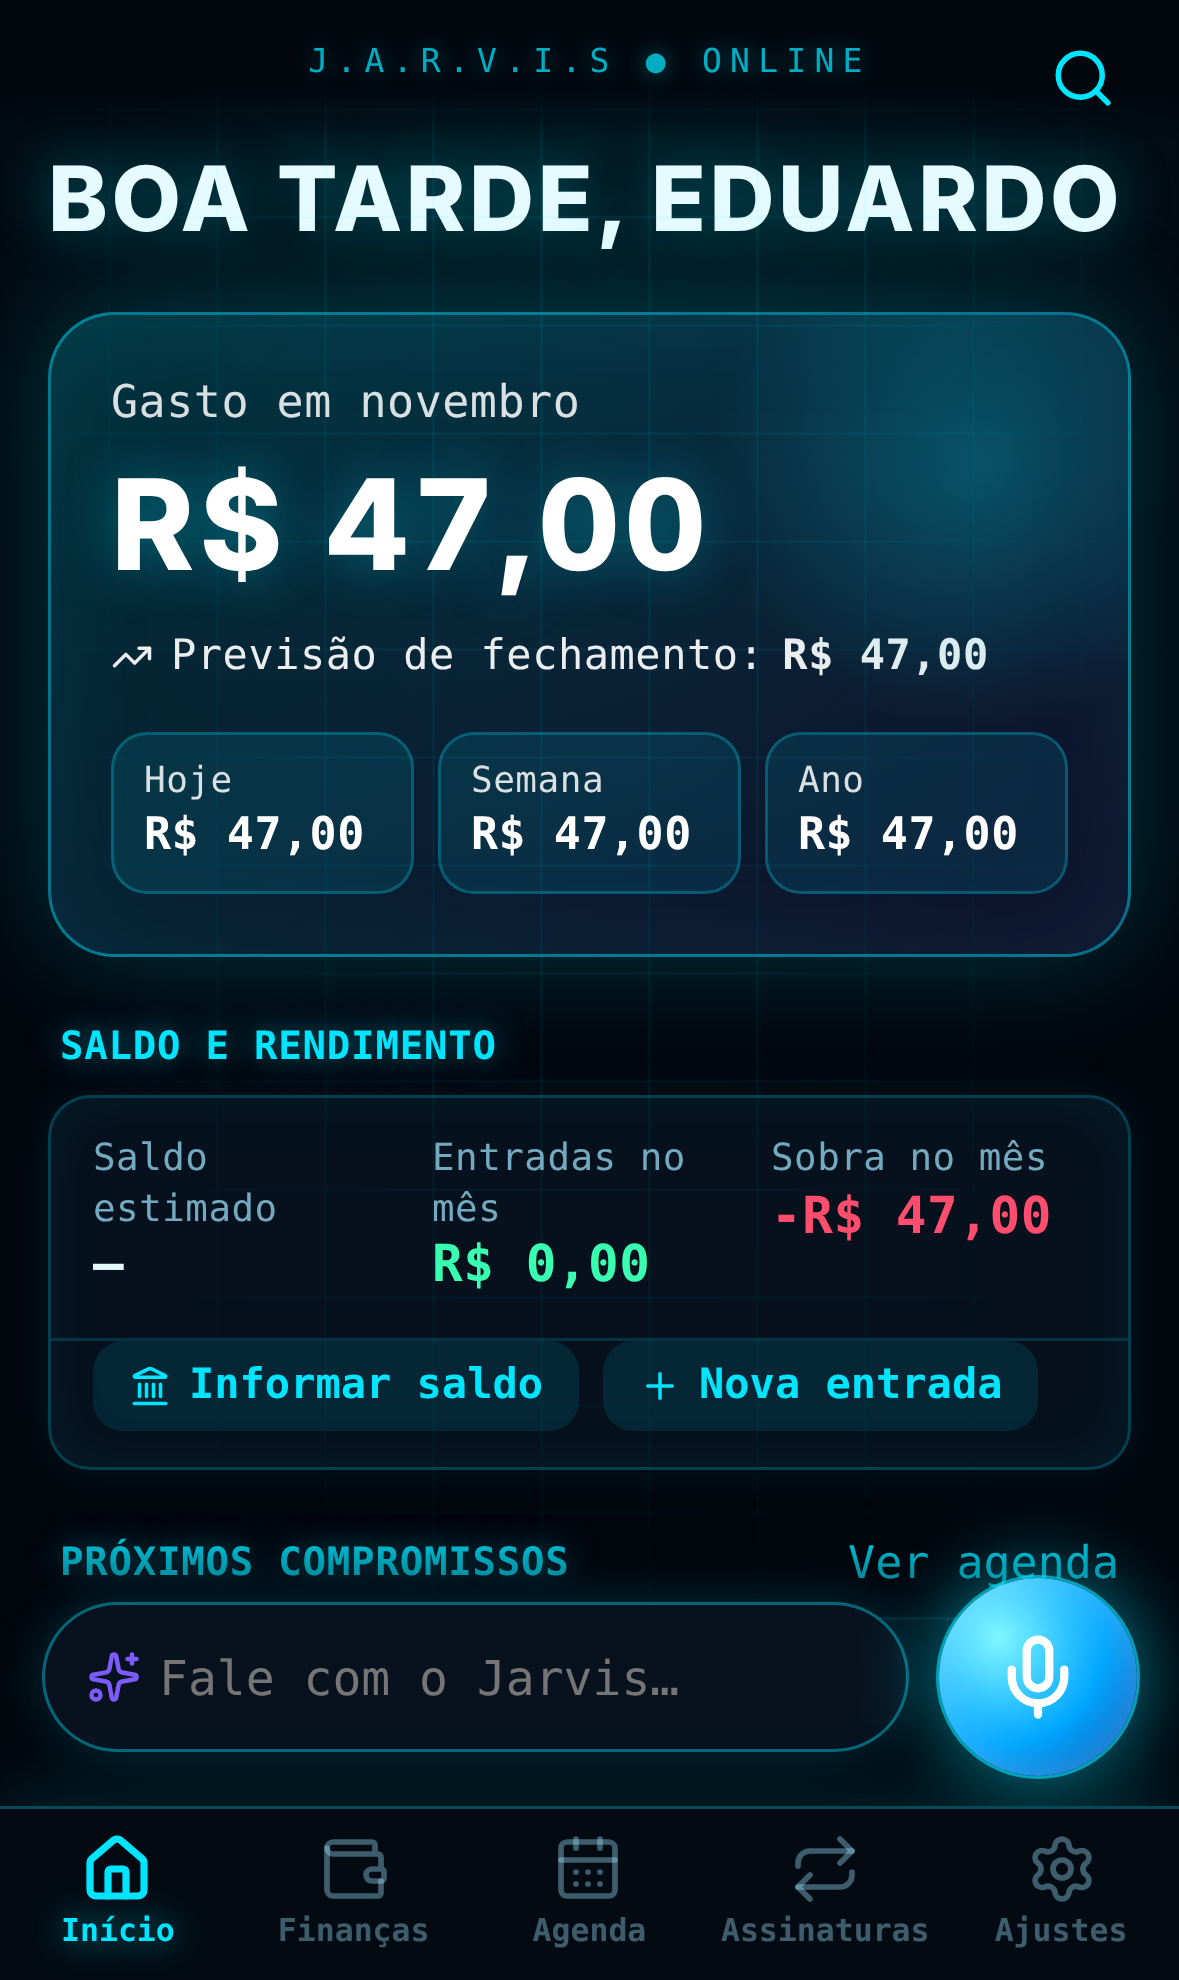 J.A.R.V.I.S ● ONLINE
BOA TARDE, EDUARDO
Gasto em novembro
R$ 47,00
Previsão de fechamento: R$ 47,00
Hoje
R$ 47,00
Semana
R$ 47,00
Ano
R$ 47,00
SALDO E RENDIMENTO
Saldo
estimado
—
Entradas no
mês
R$ 0,00
Sobra no mês
-R$ 47,00
Informar saldo
Nova entrada
PRÓXIMOS COMPROMISSOS
Ver agenda
Fale com o Jarvis…
Início
Finanças
Agenda
Assinaturas
Ajustes